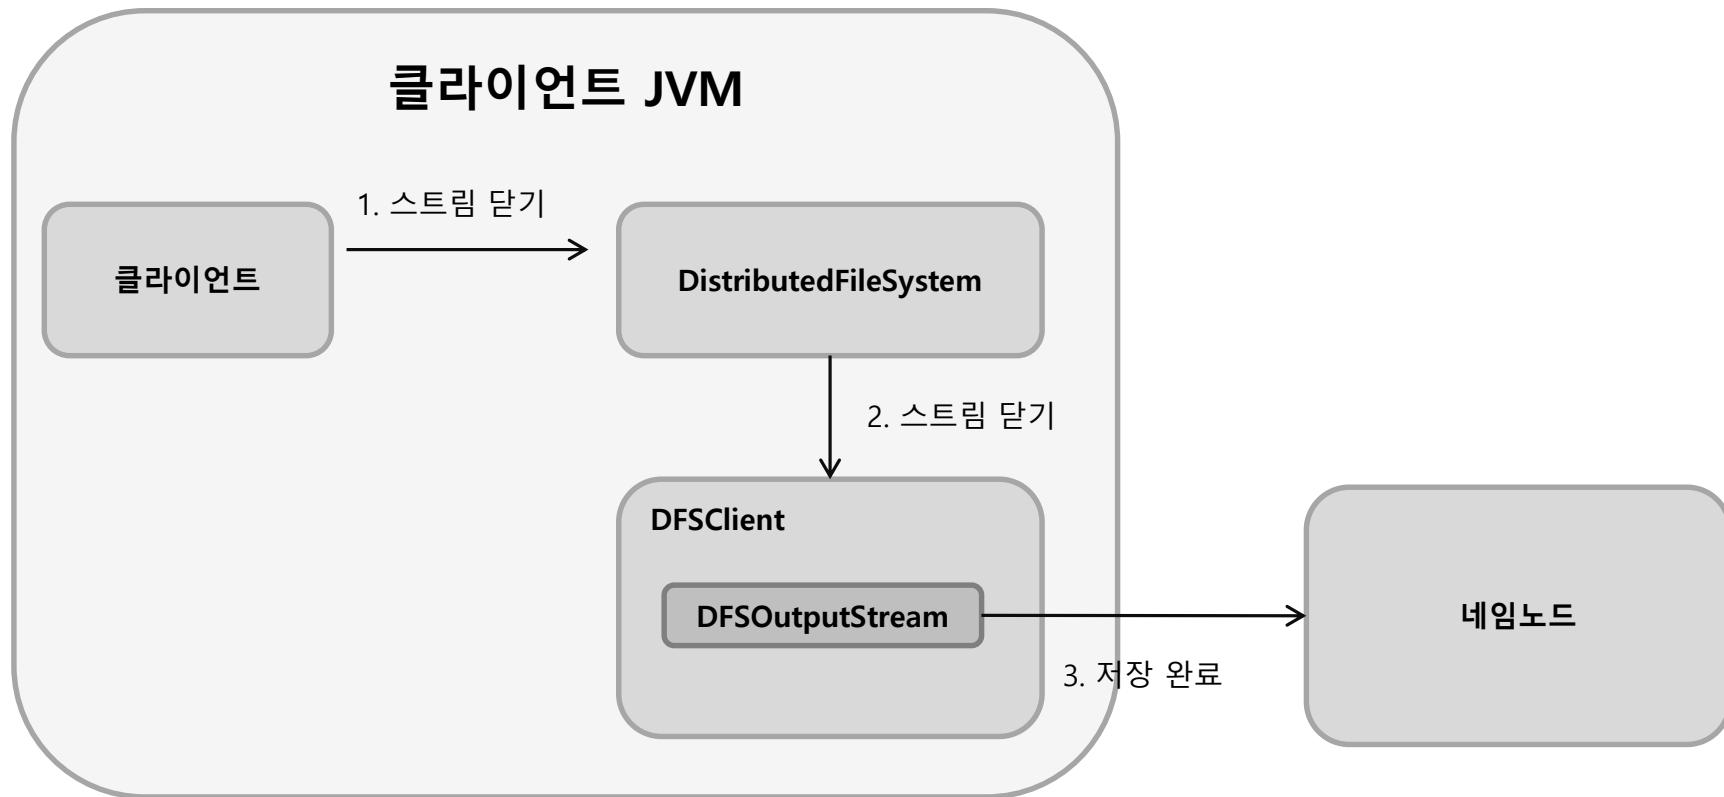 클라이언트 JVM
1. 스트림 닫기
클라이언트
DistributedFileSystem
2. 스트림 닫기
DFSClient
DFSOutputStream
네임노드
3. 저장 완료